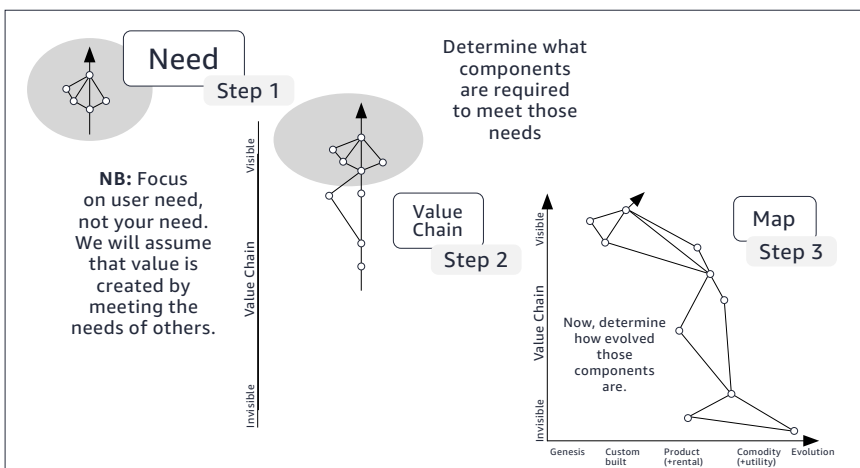 Need
Step 1
NB: Focus
on user need,
not your need.
We will assume
that value is
created by
meeting the
needs of others.
Visible
Value Chain
Invisible
Determine what
components
are required
to meet those
needs
Value
Chain
Step 2
Map
Step 3
Visible
Value Chain
Invisible
Now, determine
how evolved
those
components
are.
Genesis
Custom
built
Product
(+rental)
Comodity
(+utility)
Evolution